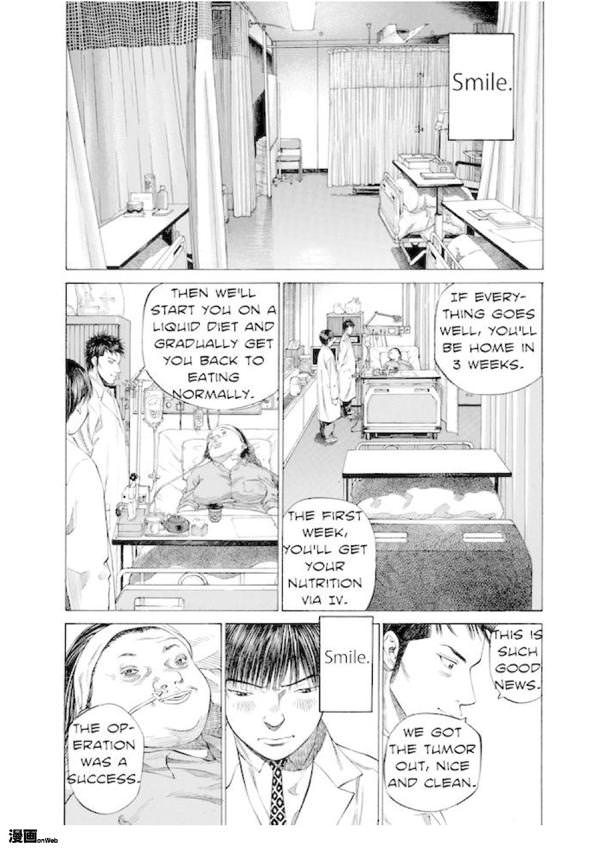 Smile.
IF EVERY-
THING GOES
WELL, YOU'LL
BE HOME IN
3 WEEKS.
THE FIRST
WEEK,
YOU'LL GET
YOUR
NUTRITION
VIA IV.
THEN WE'LL
START YOU ON A
LIQUID DIET AND
GRADUALLY GET
YOU BACK TO
EATING
NORMALLY.
THIS IS
SUCH
GOOD
NEWS.
WE GOT
THE TUMOR
OUT, NICE
AND CLEAN.
Smile.
THE OP-
ERATION
WAS A
SUCCESS.
漫画onWeb